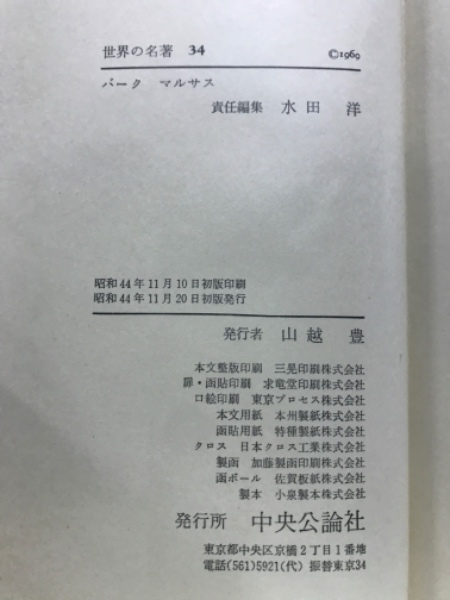 世界の名著 34 ©1969
バーク マルサス
責任編集 水田 洋
昭和44年11月10日初版印刷
昭和44年11月20日初版発行
発行者 山越 豊
本文整版印刷 三晃印刷株式会社
扉・函貼印刷 求竜堂印刷株式会社
口絵印刷 東京プロセス株式会社
本文用紙 本州製紙株式会社
函貼用紙 特種製紙株式会社
クロス 日本クロス工業株式会社
製函 加藤製函印刷株式会社
函ボール 佐賀板紙株式会社
製本 小泉製本株式会社
発行所 中央公論社
東京都中央区京橋2丁目1番地
電話(561)5921(代) 振替東京34